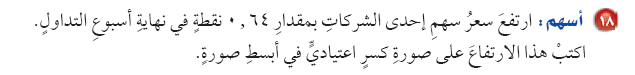 ١٨ أسهم: ارتفعَ سعرُ سهمِ إحدى الشركاتِ بمقدارِ ٠,٦٤ نقطةٍ في نهايةِ أسبوعِ التداولِ.
اكتبْ هذا الارتفاعَ على صورةِ كسرٍ اعتياديٍّ في أبسطِ صورةٍ.